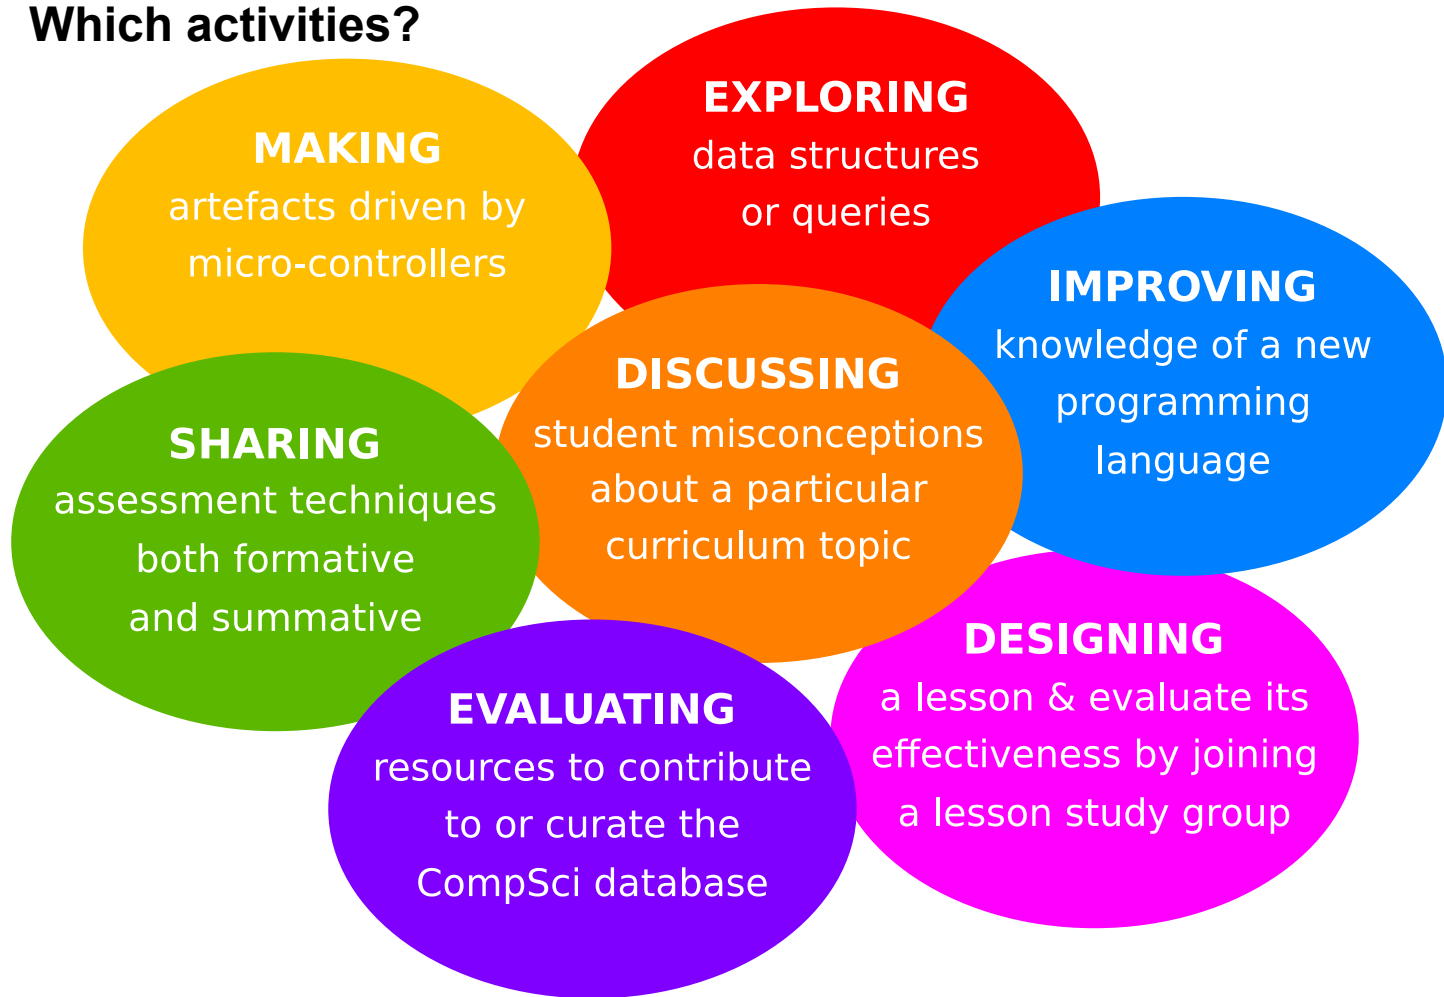 Which activities?
MAKING
artefacts driven by
micro-controllers
EXPLORING
data structures
or queries
IMPROVING
knowledge of a new
programming
language
DISCUSSING
student misconceptions
about a particular
curriculum topic
SHARING
assessment techniques
both formative
and summative
EVALUATING
resources to contribute
to or curate the
CompSci database
DESIGNING
a lesson & evaluate its
effectiveness by joining
a lesson study group